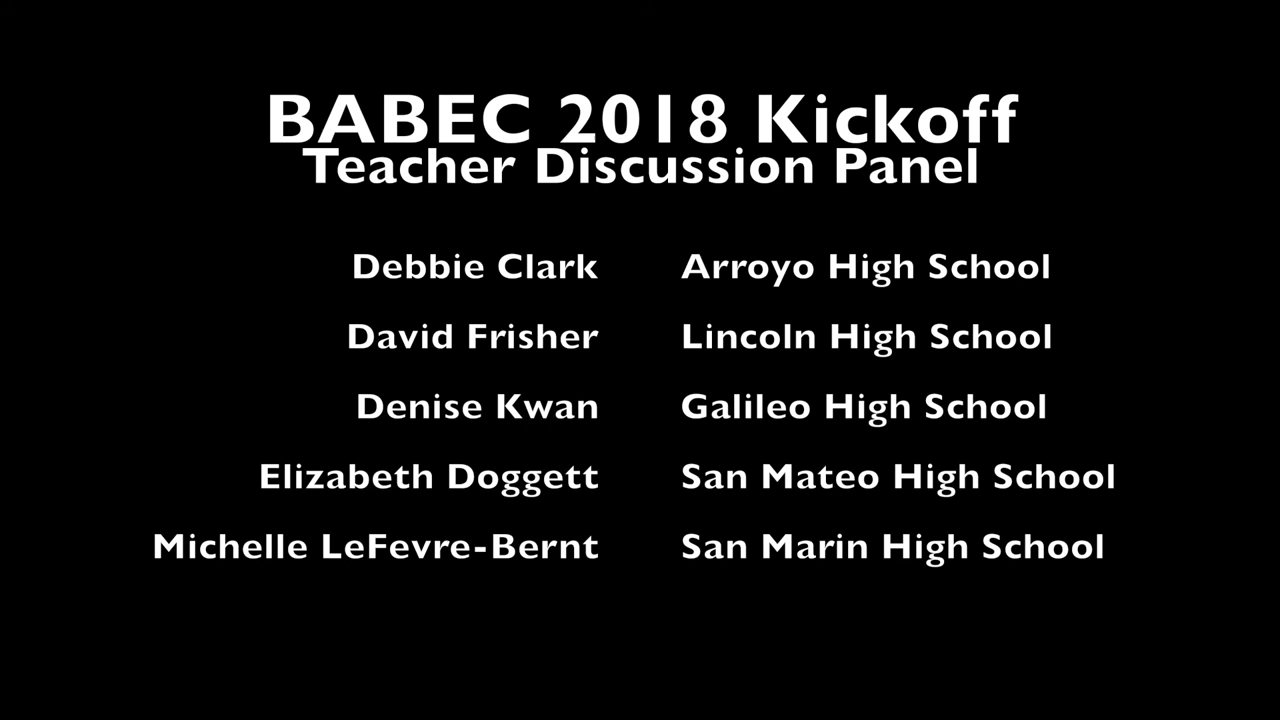 BABEC 2018 Kickoff
Teacher Discussion Panel
Debbie Clark Arroyo High School
David Frisher Lincoln High School
Denise Kwan Galileo High School
Elizabeth Doggett San Mateo High School
Michelle LeFevre-Bernt San Marin High School